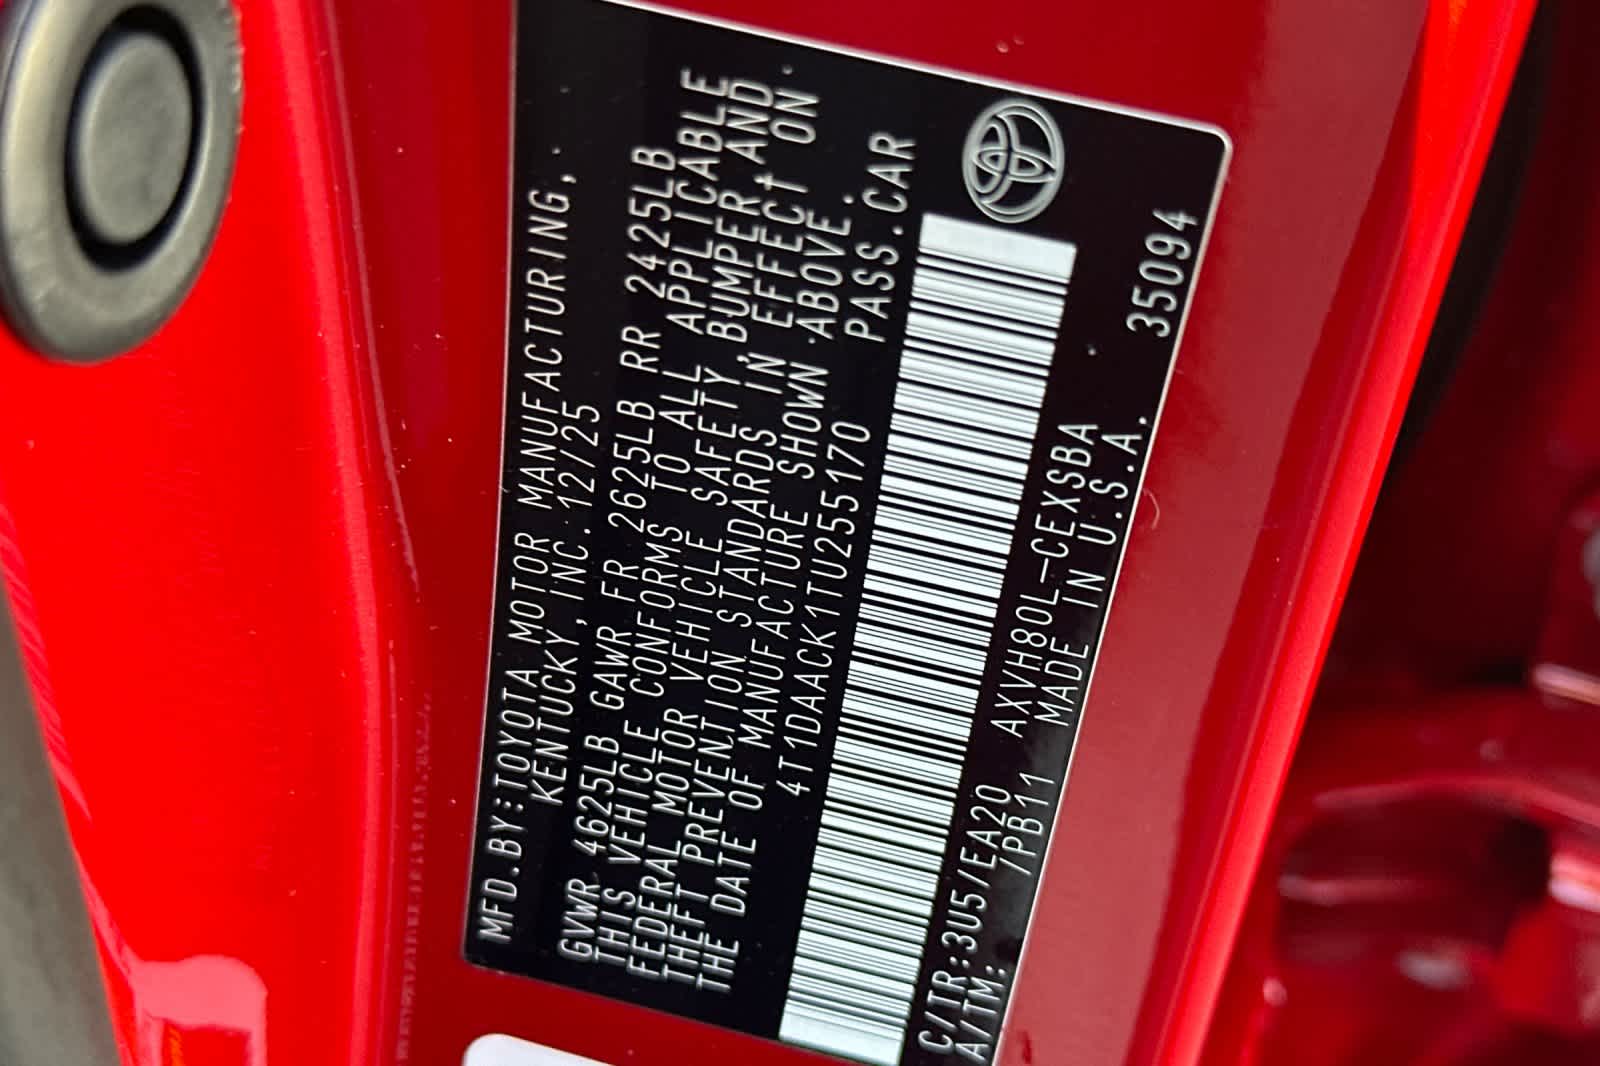 MFD.BY:TOYOTA MOTOR MANUFACTURING,
KENTUCKY, INC. 12/25
GVWR 4625LB GAWR FR 2625LB RR 2425LB
THIS VEHICLE CONFORMS TO ALL APPLICABLE
FEDERAL MOTOR VEHICLE SAFETY,BUMPER AND
THEFT PREVENTION STANDARDS IN EFFECT ON
THE DATE OF MANUFACTURE SHOWN ABOVE.
4T1DAACK1TU255170 PASS.CAR
C/TR:3U5/EA20 AXVH80L-CEXSBA
A/TM: /PB11 MADE IN U.S.A. 35094